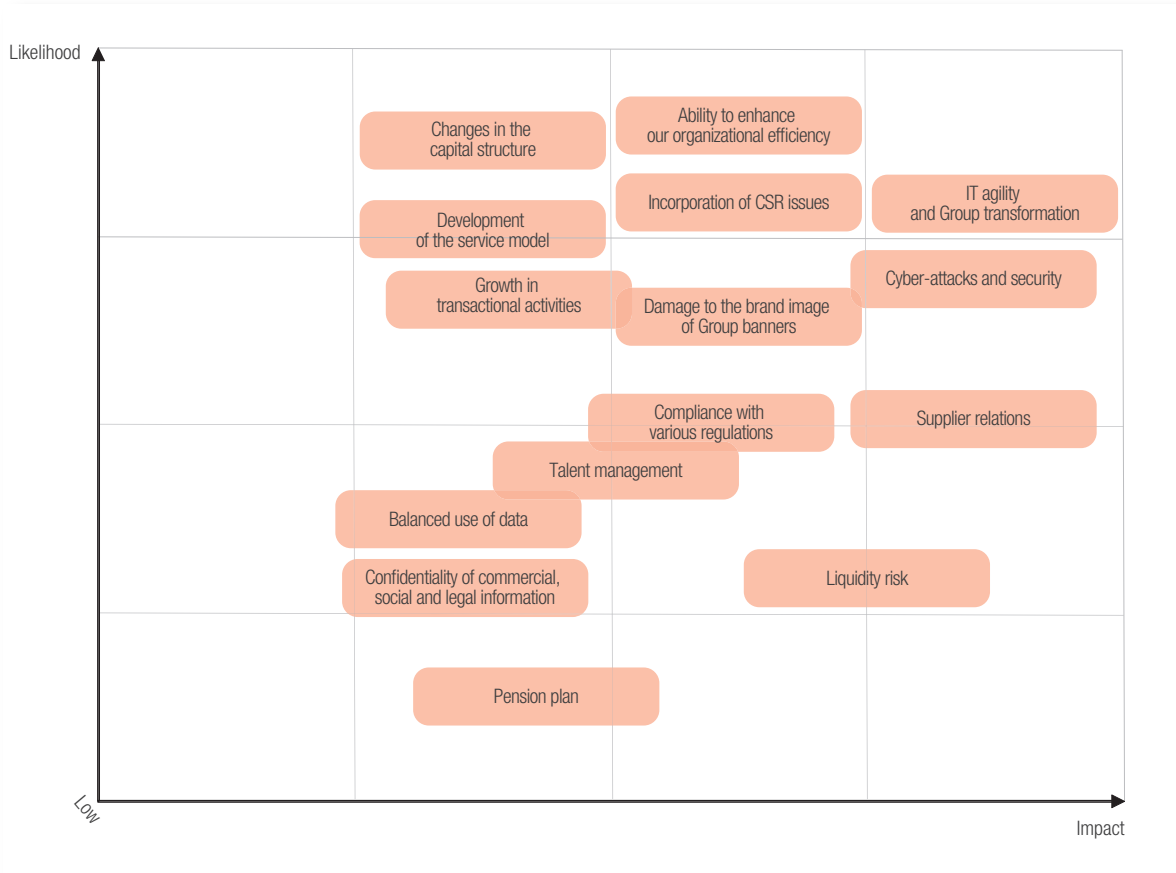 Likelihood
Ability to enhance
our organizational efficiency
Changes in the
capital structure
Incorporation of CSR issues
IT agility
and Group transformation
Development
of the service model
Cyber-attacks and security
Growth in
transactional activities
Damage to the brand image
of Group banners
Compliance with
various regulations
Supplier relations
Talent management
Balanced use of data
Confidentiality of commercial,
social and legal information
Liquidity risk
Pension plan
Low
Impact